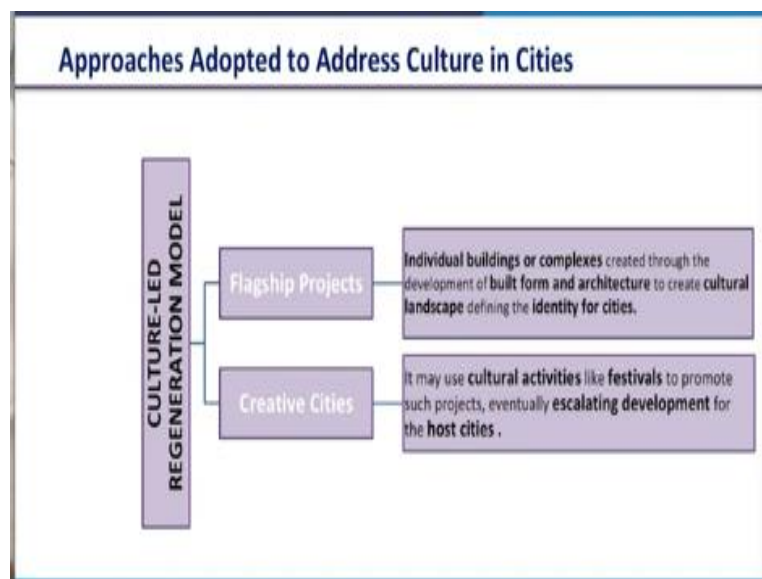 Approaches Adopted to Address Culture in Cities
CULTURE-LED
REGENERATION MODEL
Flagship Projects
Individual buildings or complexes created through the
development of built form and architecture to create cultural
landscape defining the identity for cities.
Creative Cities
It may use cultural activities like festivals to promote
such projects, eventually escalating development for
the host cities .